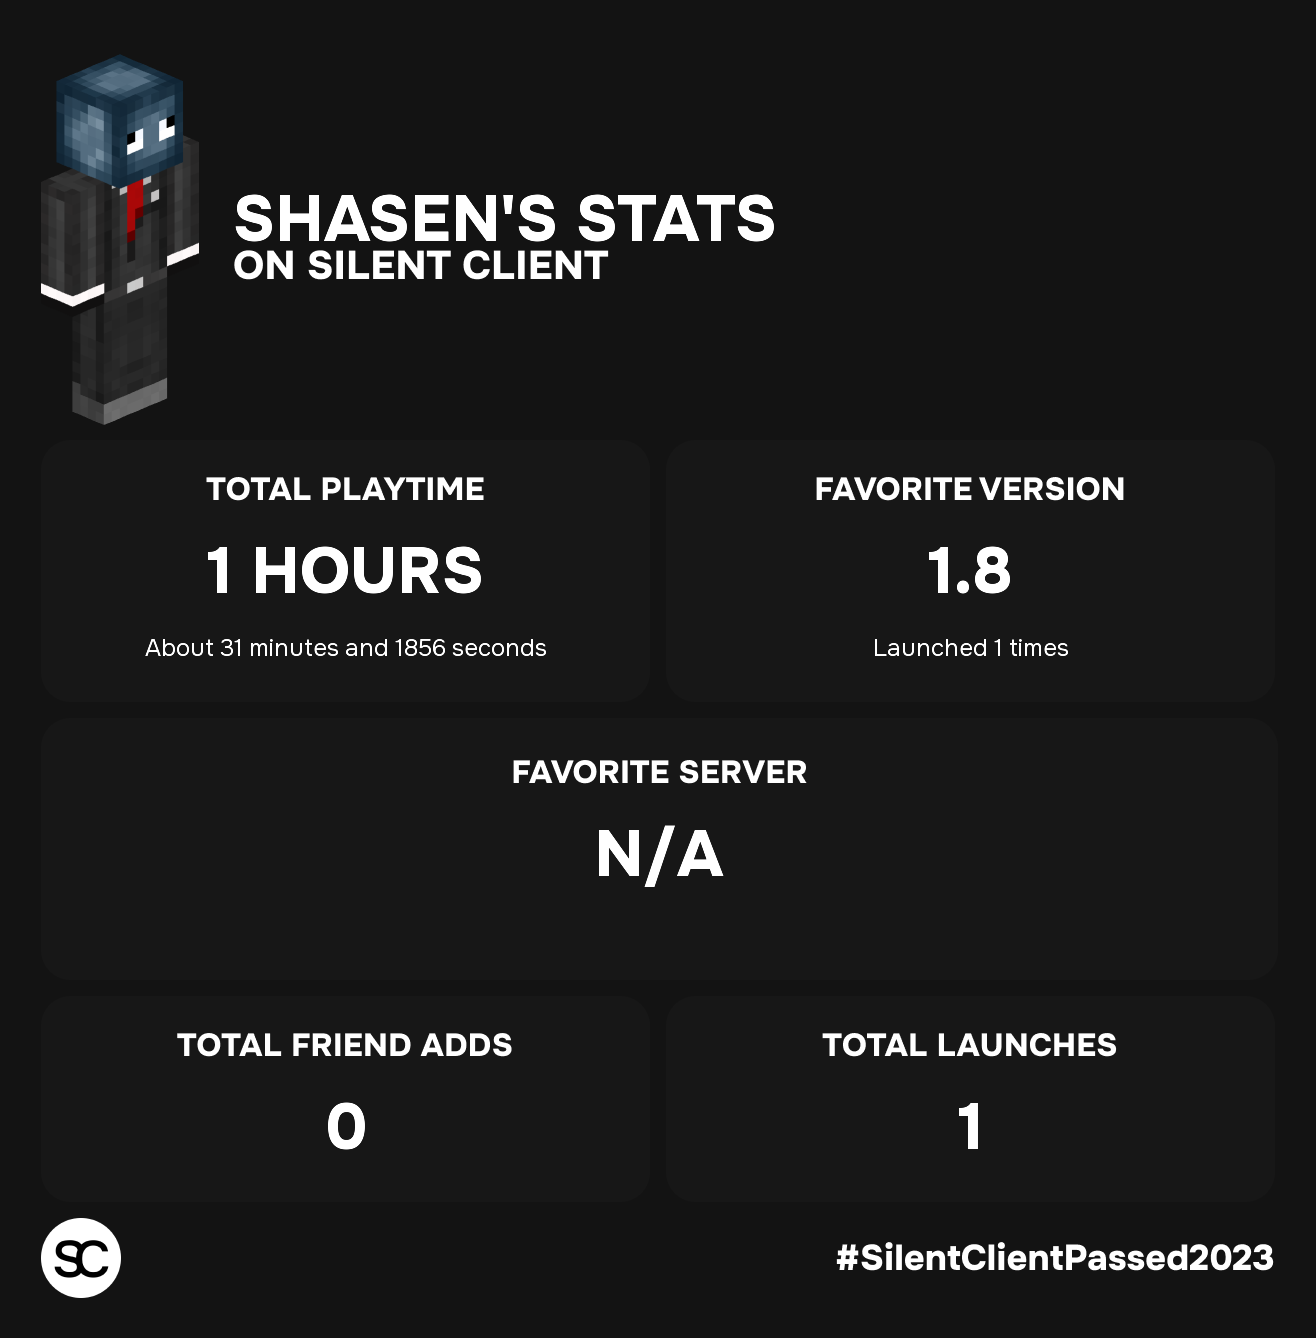 SHASEN'S STATS
ON SILENT CLIENT
TOTAL PLAYTIME
1 HOURS
About 31 minutes and 1856 seconds
FAVORITE VERSION
1.8
Launched 1 times
FAVORITE SERVER
N/A
TOTAL FRIEND ADDS
0
TOTAL LAUNCHES
1
SC
#SilentClientPassed2023